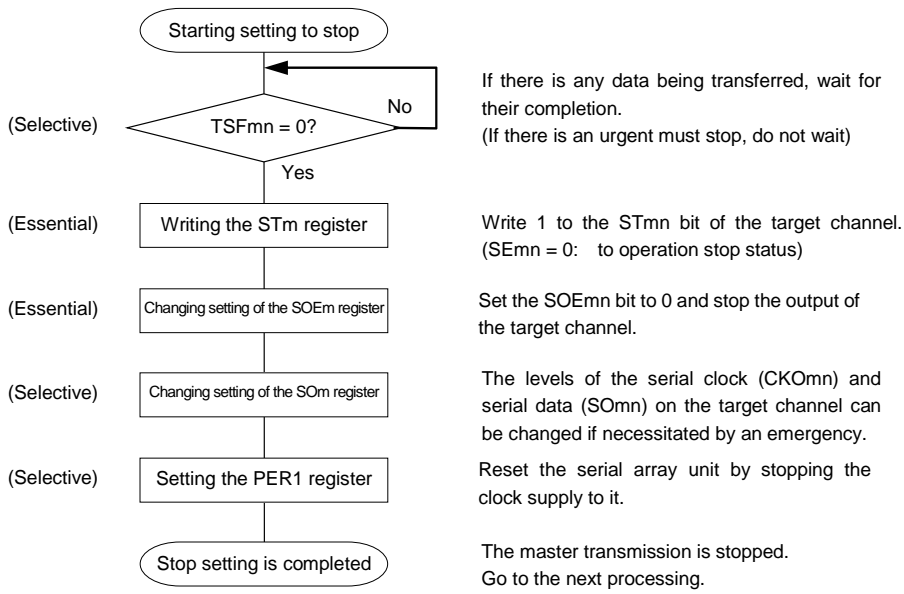 Starting setting to stop
No
(Selective)
TSFmn = 0?
If there is any data being transferred, wait for
their completion.
(If there is an urgent must stop, do not wait)
Yes
(Essential)
Writing the STm register
Write 1 to the STmn bit of the target channel.
(SEmn = 0: to operation stop status)
(Essential)
Changing setting of the SOEm register
Set the SOEmn bit to 0 and stop the output of
the target channel.
(Selective)
Changing setting of the SOm register
The levels of the serial clock (CKOmn) and
serial data (SOmn) on the target channel can
be changed if necessitated by an emergency.
(Selective)
Setting the PER1 register
Reset the serial array unit by stopping the
clock supply to it.
Stop setting is completed
The master transmission is stopped.
Go to the next processing.